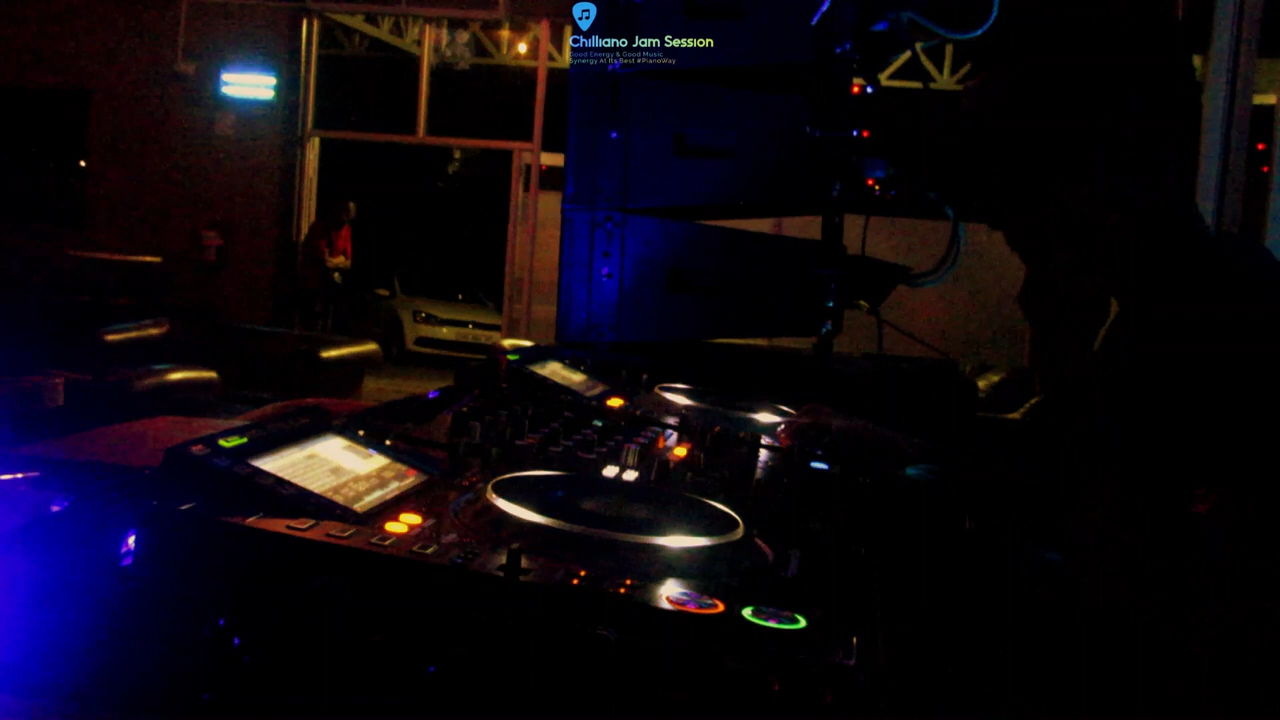 Chilliano Jam Session
Good Energy & Good Music
Synergy At Its Best #PianoWay